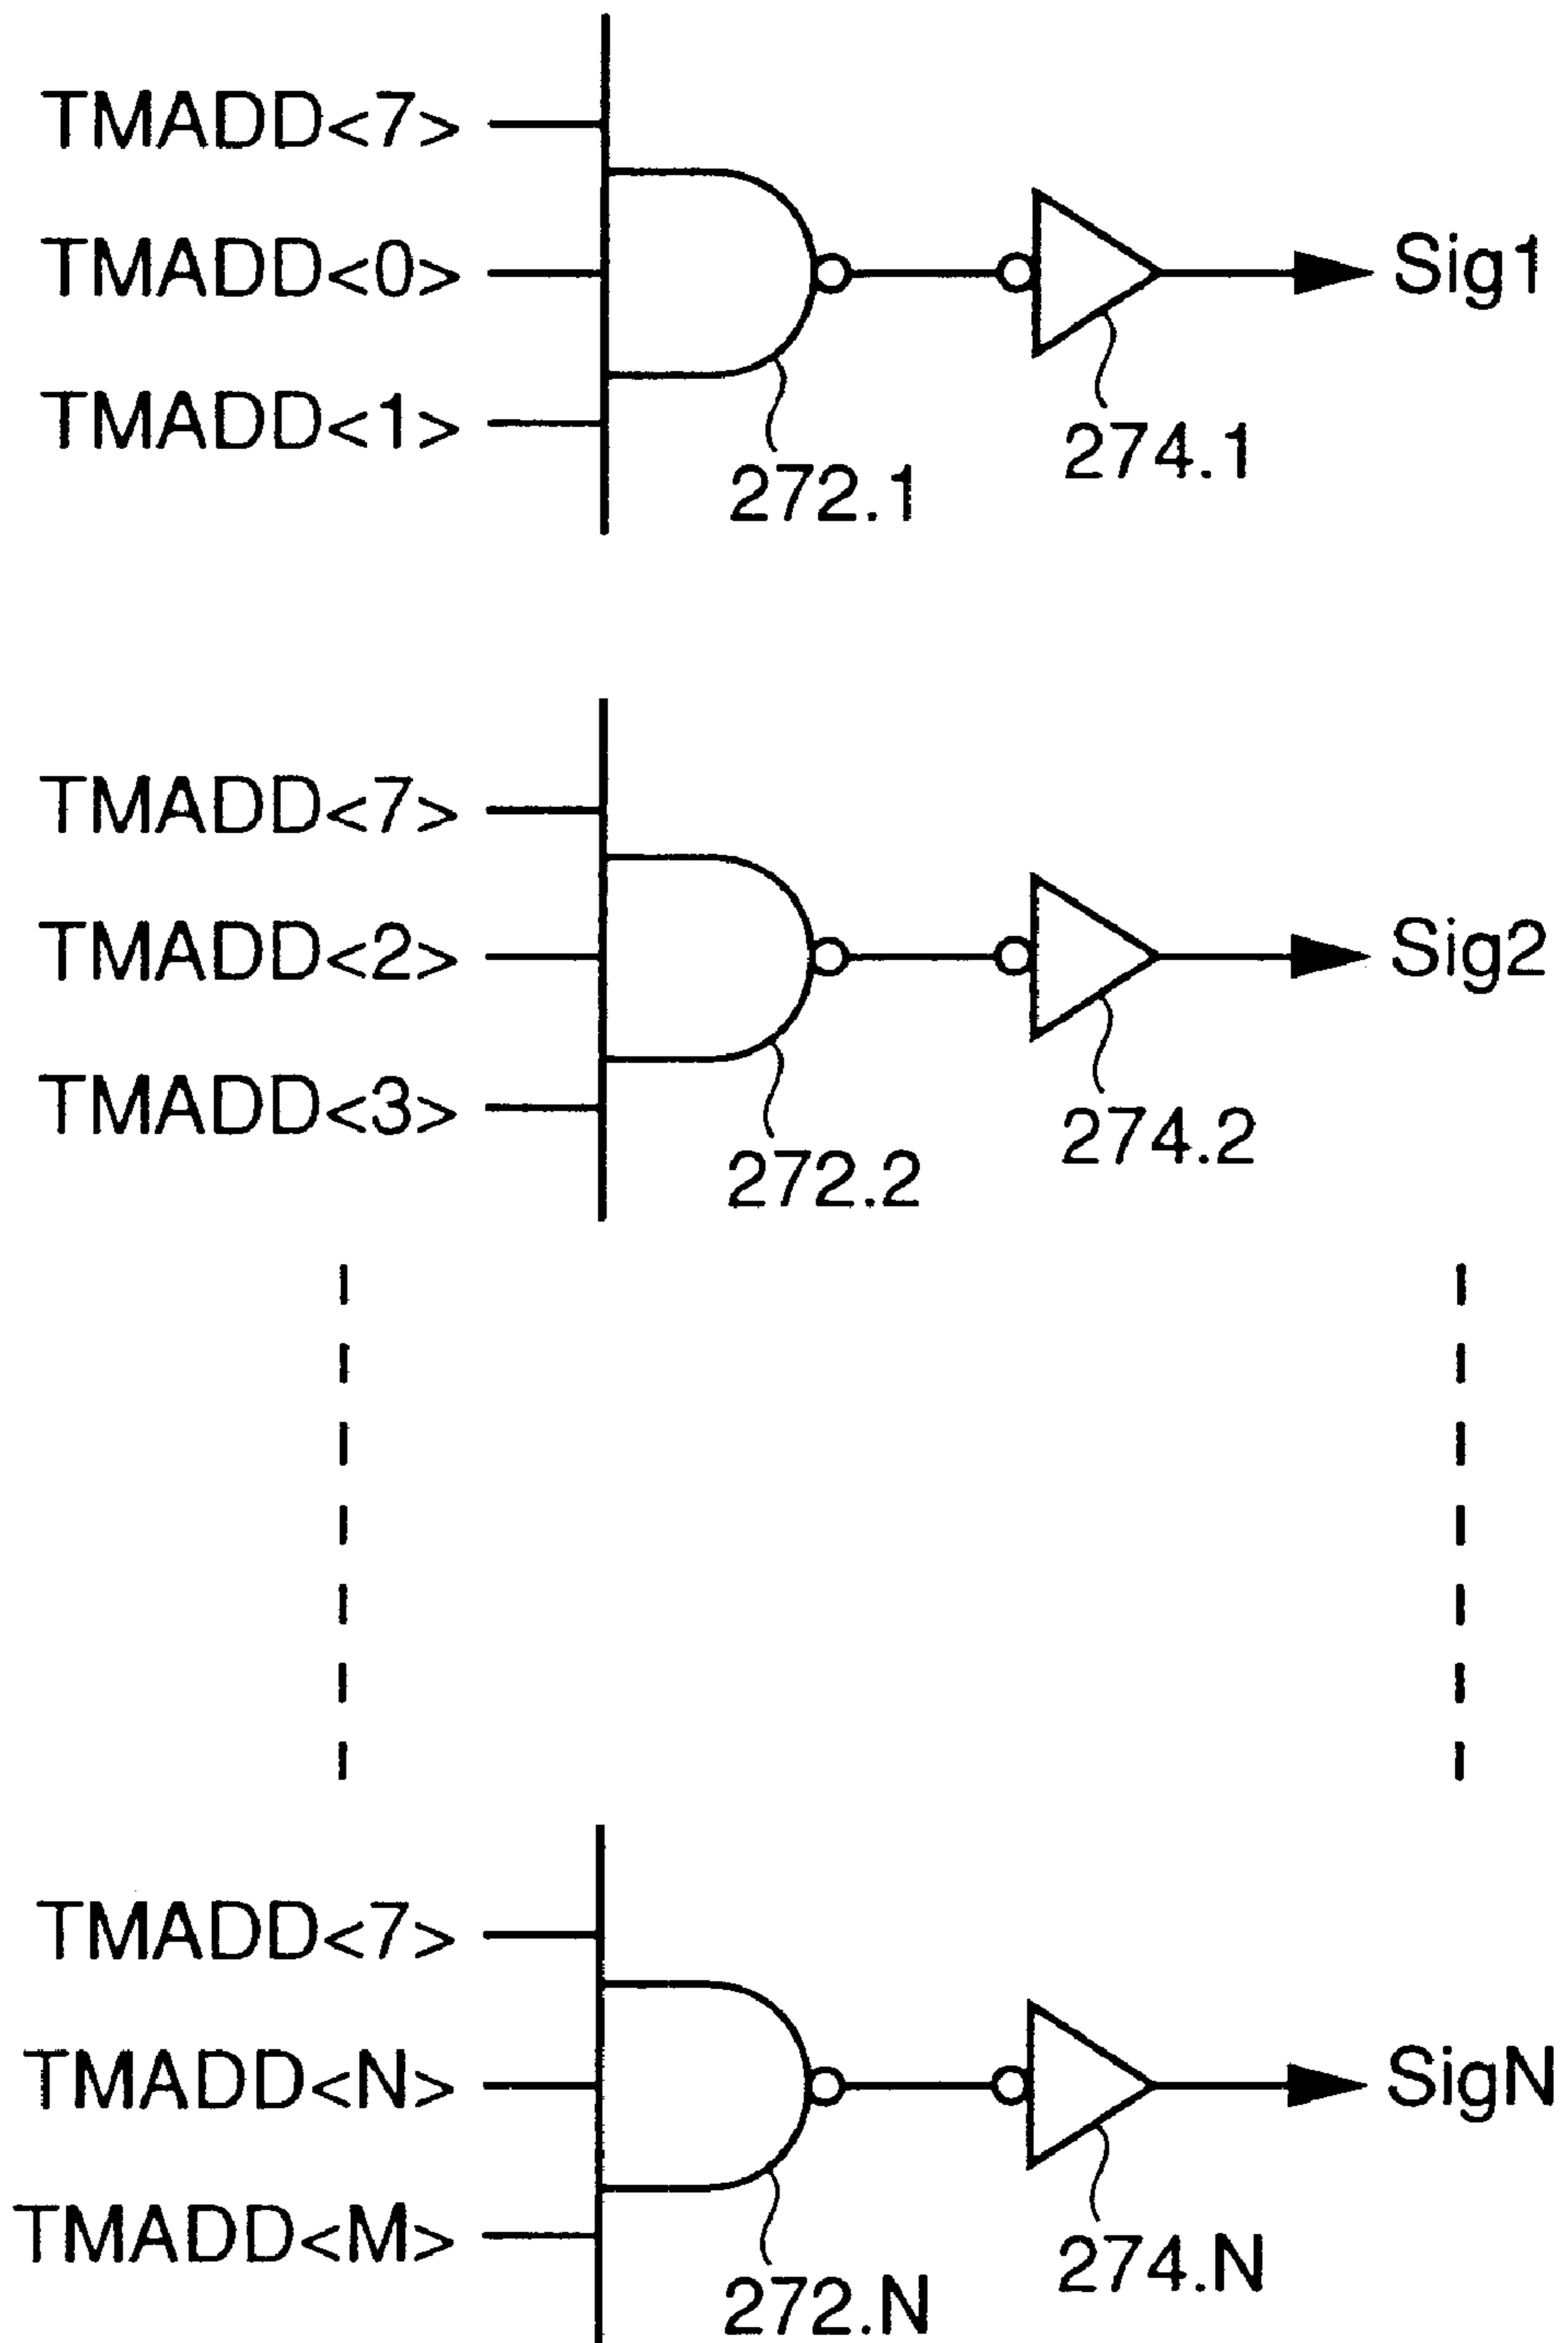 TMADD<7>
TMADD<0>
Sig1
TMADD<1>
274.1
272.1
TMADD<7>
TMADD<2>
Sig2
TMADD<3>
274.2
272.2
TMADD<7>
TMADD<N>
SigN
TMADD<M>
274.N
272.N